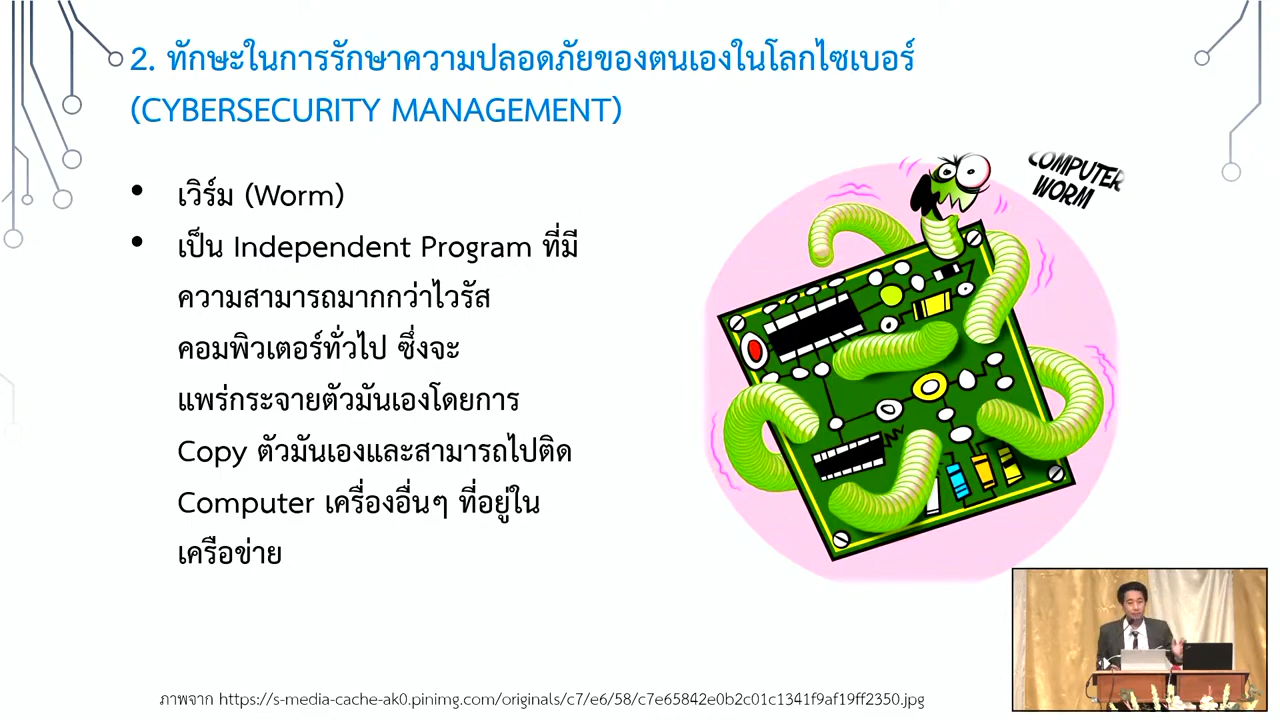 2. ทักษะในการรักษาความปลอดภัยของตนเองในโลกไซเบอร์
(CYBERSECURITY MANAGEMENT)
• เวิร์ม (Worm)
• เป็น Independent Program ที่มี
ความสามารถมากกว่าไวรัส
คอมพิวเตอร์ทั่วไป ซึ่งจะ
แพร่กระจายตัวมันเองโดยการ
Copy ตัวมันเองและสามารถไปติด
Computer เครื่องอื่นๆ ที่อยู่ใน
เครือข่าย
COMPUTER
WORM
ภาพจาก https://s-media-cache-ak0.pinimg.com/originals/c7/e6/58/c7e65842e0b2c01c1341f9af19ff2350.jpg